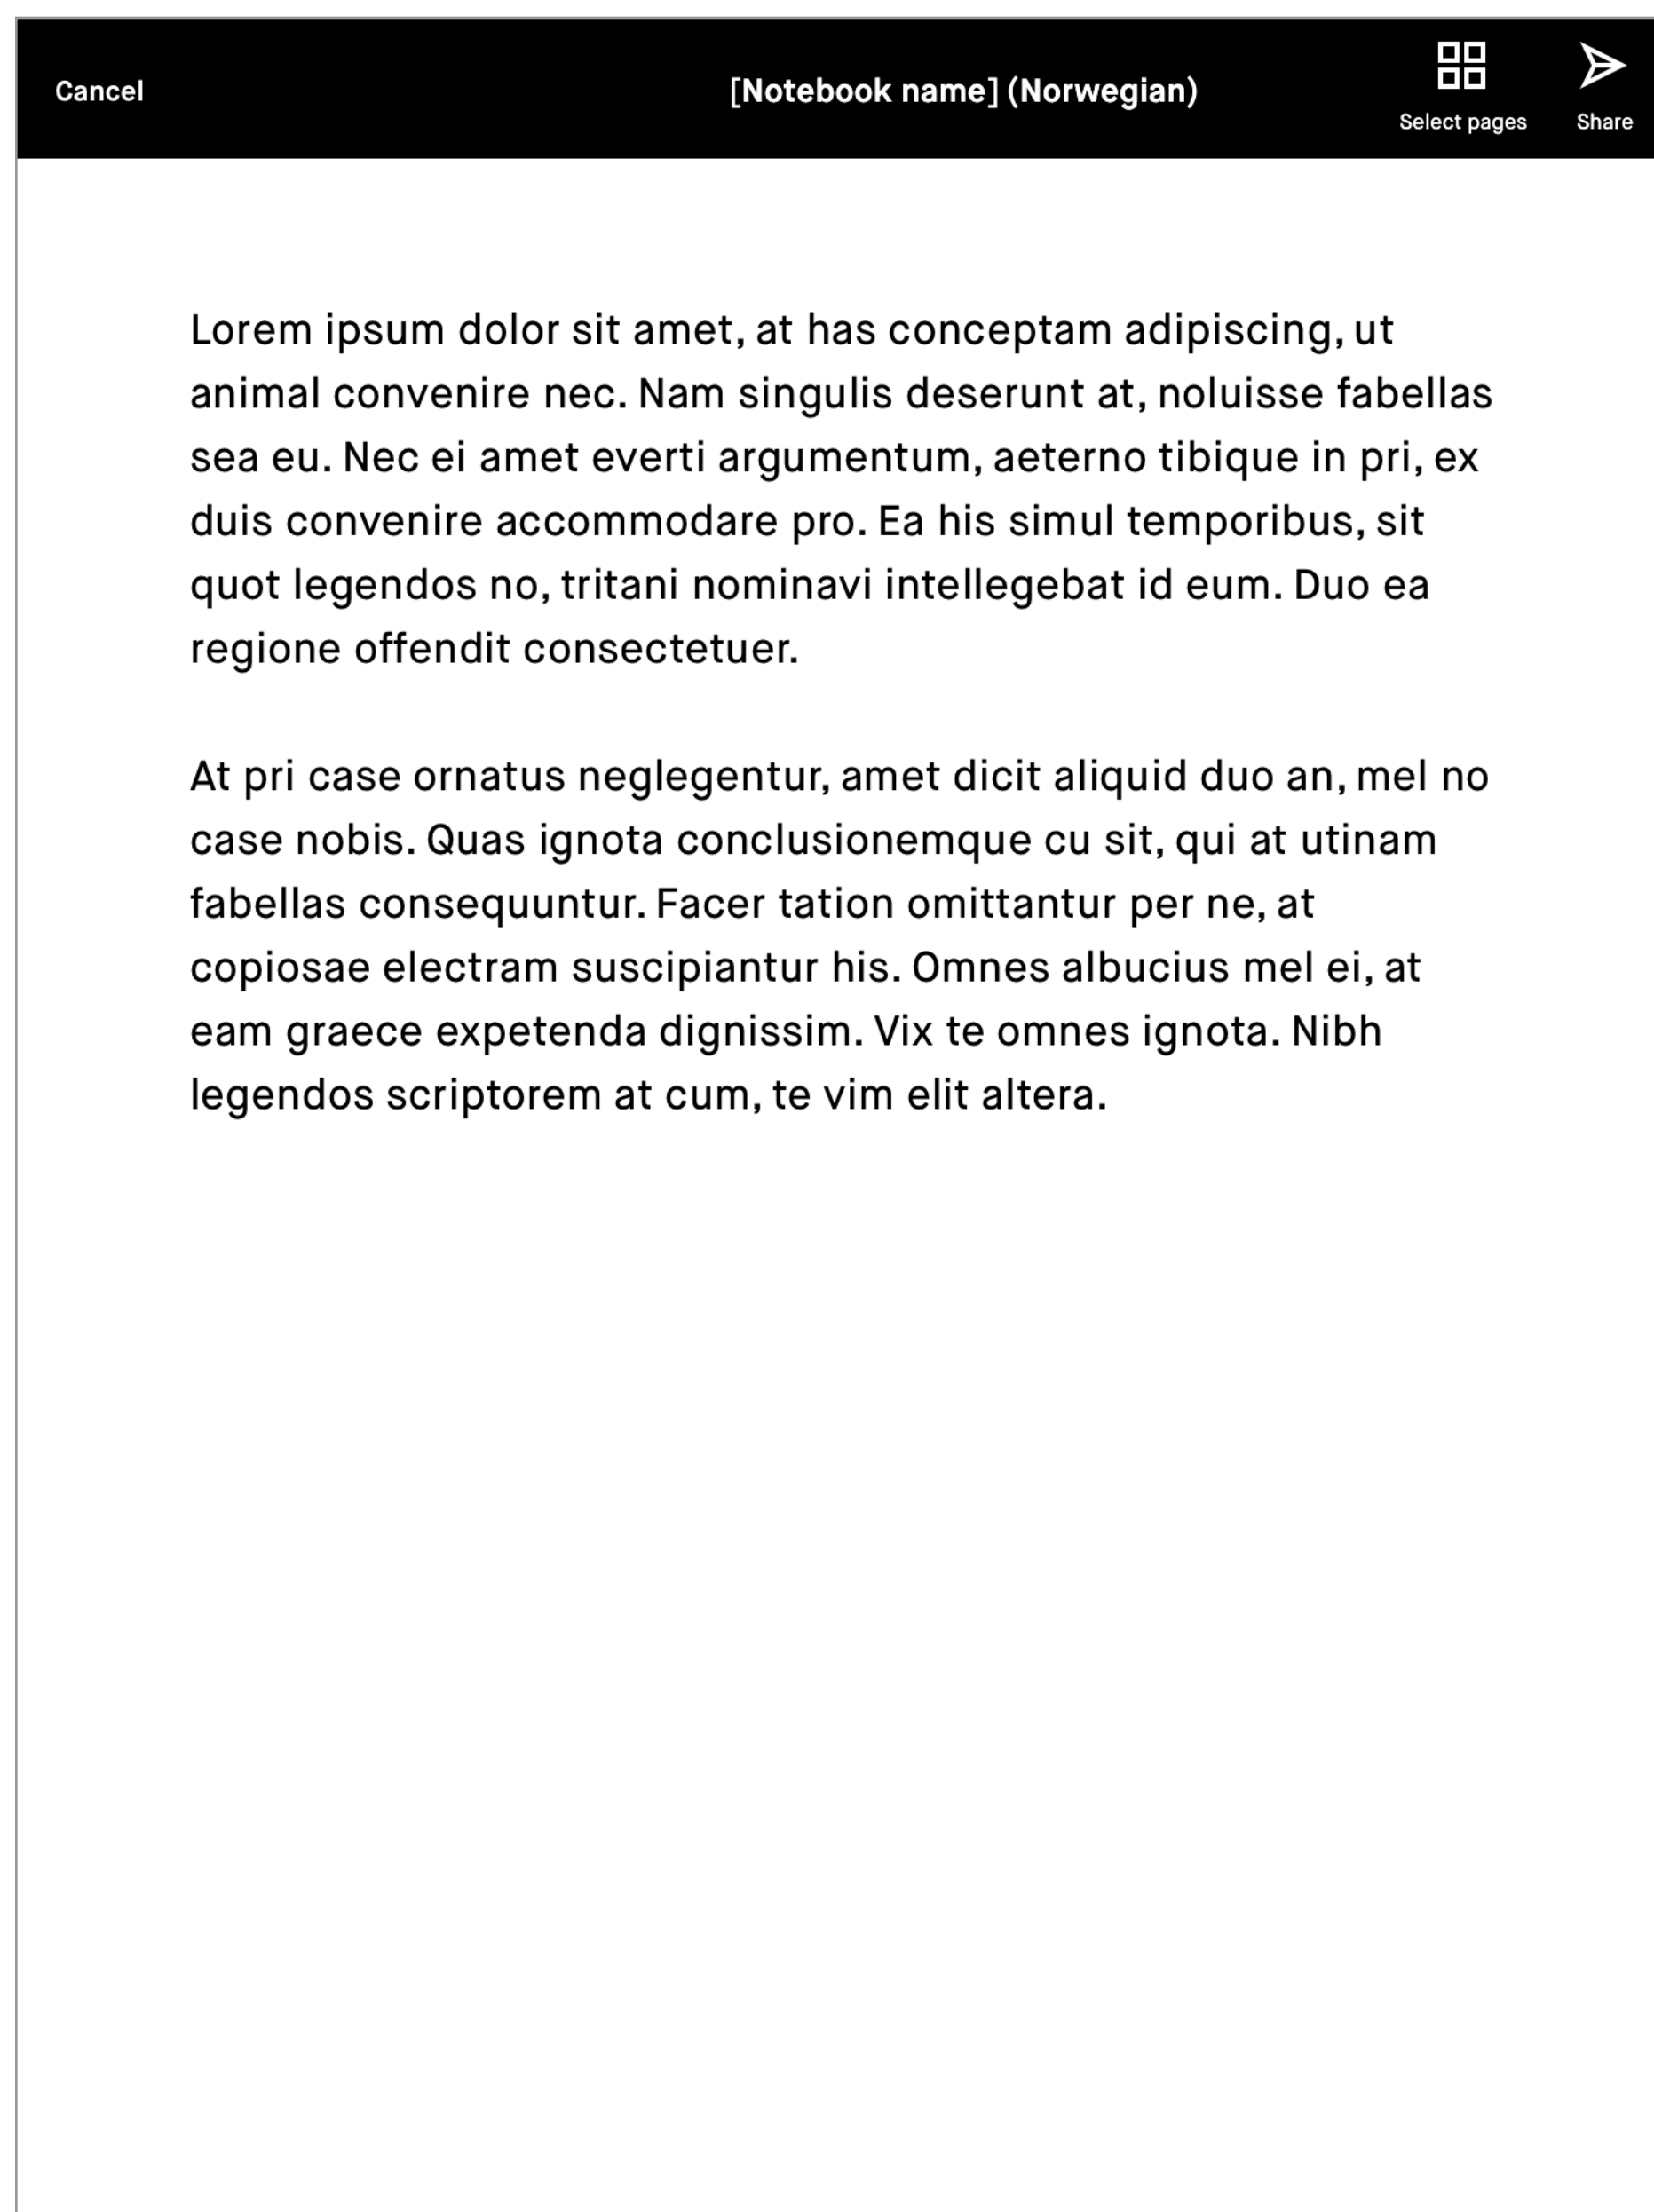 Cancel
[Notebook name] (Norwegian)
Select pages
Share
Lorem ipsum dolor sit amet, at has conceptam adipiscing, ut
animal convenire nec. Nam singulis deserunt at, noluisse fabellas
sea eu. Nec ei amet everti argumentum, aeterno tibique in pri, ex
duis convenire accommodare pro. Ea his simul temporibus, sit
quot legendos no, tritani nominavi intellegebat id eum. Duo ea
regione offendit consectetuer.
At pri case ornatus neglegentur, amet dicit aliquid duo an, mel no
case nobis. Quas ignota conclusionemque cu sit, qui at utinam
fabellas consequuntur. Facer tation omittantur per ne, at
copiosae electram suscipiantur his. Omnes albucius mel ei, at
eam graece expetenda dignissim. Vix te omnes ignota. Nibh
legendos scriptorem at cum, te vim elit altera.